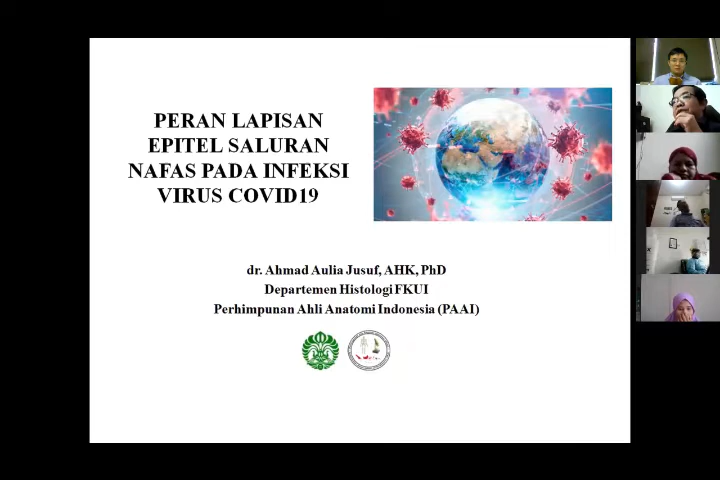 PERAN LAPISAN
EPITEL SALURAN
NAFAS PADA INFEKSI
VIRUS COVID19
dr. Ahmad Aulia Jusuf, AHK, PhD
Departemen Histologi FKUI
Perhimpunan Ahli Anatomi Indonesia (PAAI)